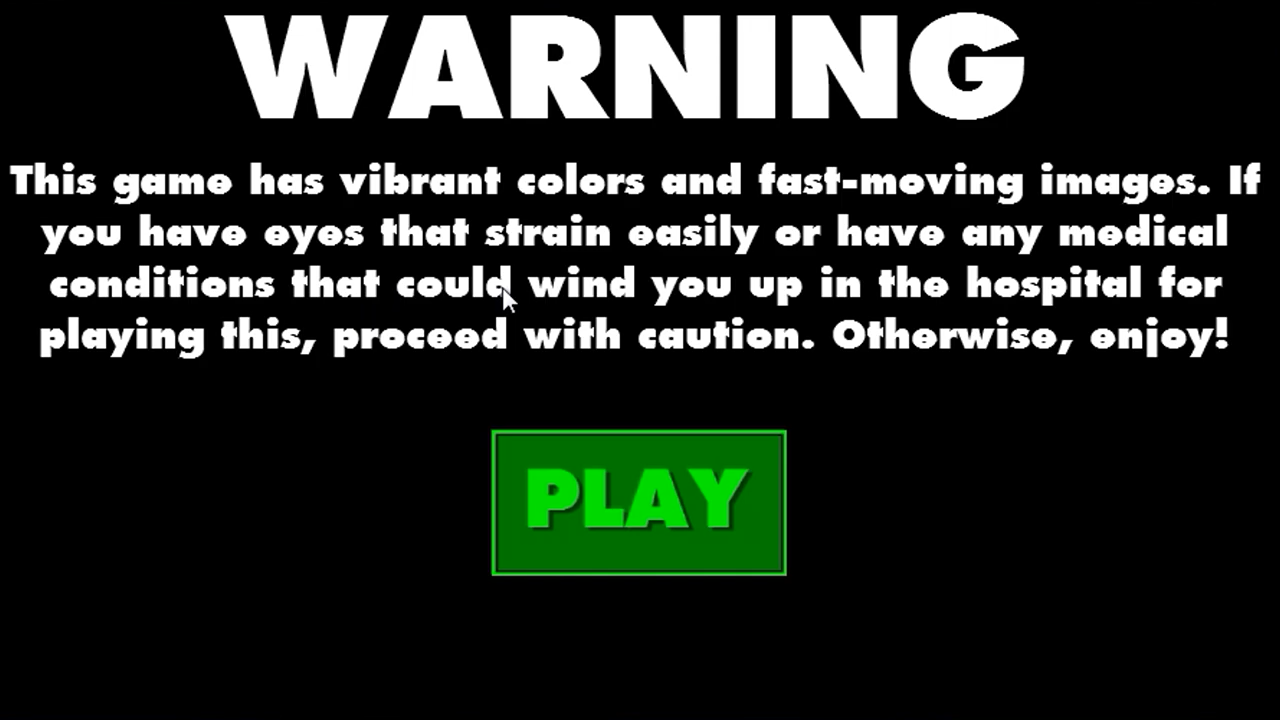 WARNING
This game has vibrant colors and fast-moving images. If
you have eyes that strain easily or have any medical
conditions that could wind you up in the hospital for
playing this, proceed with caution. Otherwise, enjoy!
PLAY